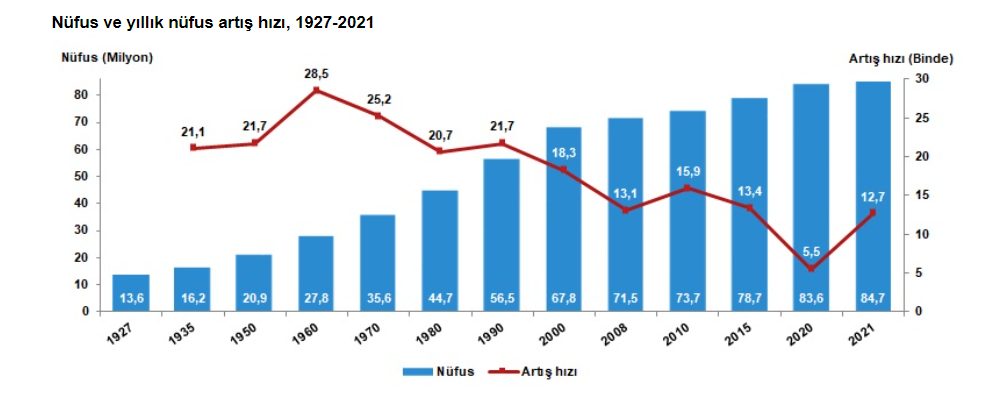 Nüfus ve yıllık nüfus artış hızı, 1927-2021
Nüfus (Milyon) Artış hızı (Binde)
80 70 60 50 40 30 20 10 0
30 25 20 15 10 5 0
21,1 21,7 28,5 25,2 20,7 21,7 18,3 13,1 15,9 13,4 5,5 12,7
13,6 16,2 20,9 27,8 35,6 44,7 56,5 67,8 71,5 73,7 78,7 83,6 84,7
1927 1935 1950 1960 1970 1980 1990 2000 2008 2010 2015 2020 2021
Nüfus Artış hızı